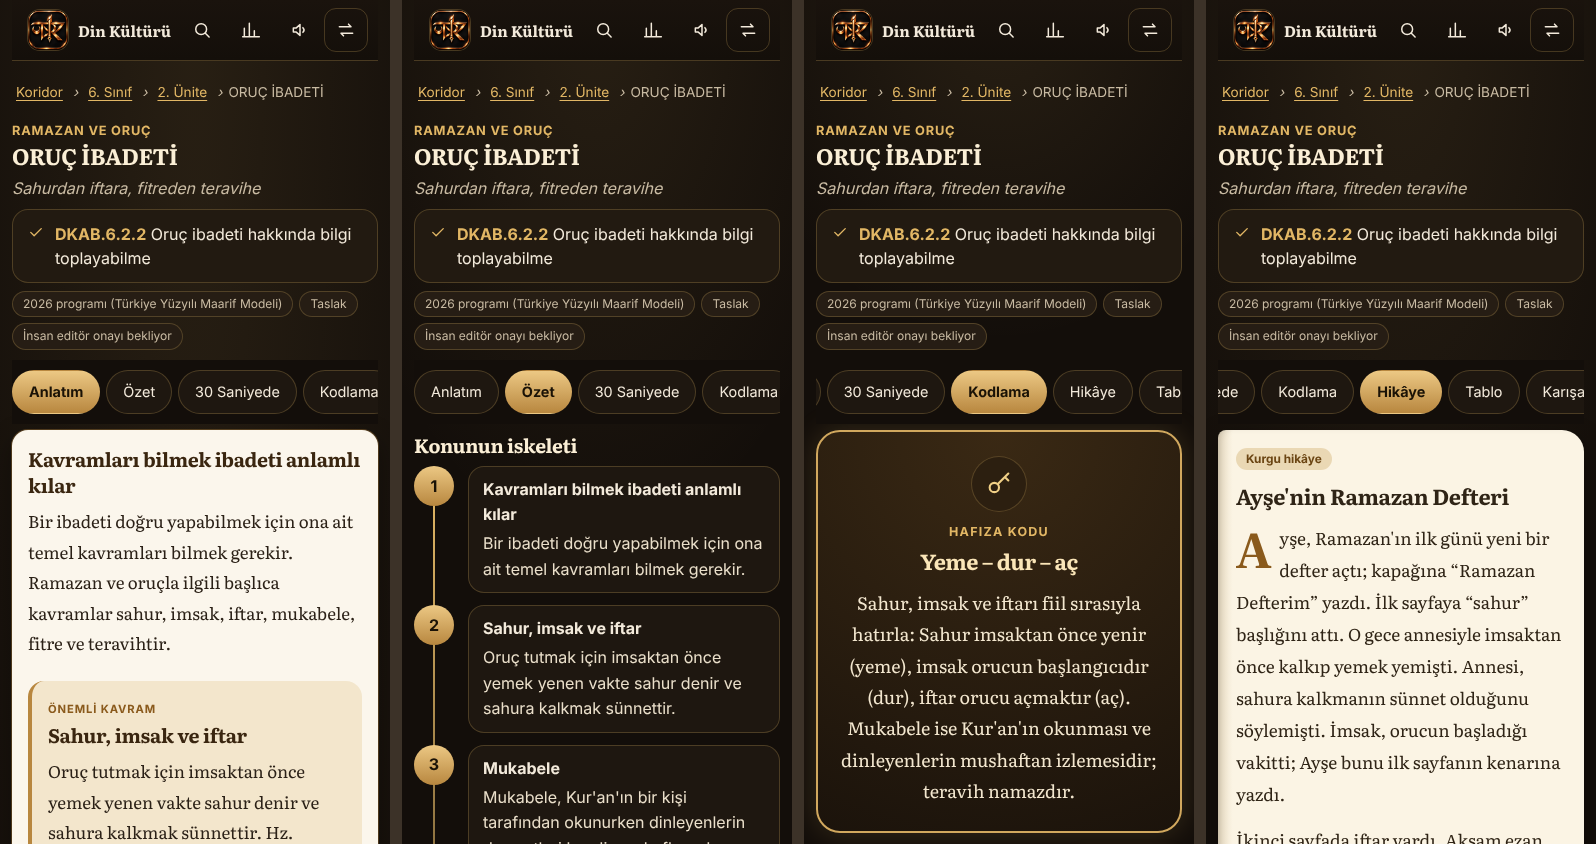 Din Kültürü
Koridor › 6. Sınıf › 2. Ünite › ORUÇ İBADETİ
RAMAZAN VE ORUÇ
ORUÇ İBADETİ
Sahurdan iftara, fitreden teravihe
DKAB.6.2.2 Oruç ibadeti hakkında bilgi
toplayabilme
2026 programı (Türkiye Yüzyılı Maarif Modeli) Taslak
İnsan editör onayı bekliyor
Anlatım Özet 30 Saniyede Kodlama
Kavramları bilmek ibadeti anlamlı
kılar
Bir ibadeti doğru yapabilmek için ona ait
temel kavramları bilmek gerekir.
Ramazan ve oruçla ilgili başlıca
kavramlar sahur, imsak, iftar, mukabele,
fitre ve teravihtir.
ÖNEMLİ KAVRAM
Sahur, imsak ve iftar
Oruç tutmak için imsaktan önce
yemek yenen vakte sahur denir ve
sahura kalkmak sünnettir. Hz.
Din Kültürü
Koridor › 6. Sınıf › 2. Ünite › ORUÇ İBADETİ
RAMAZAN VE ORUÇ
ORUÇ İBADETİ
Sahurdan iftara, fitreden teravihe
DKAB.6.2.2 Oruç ibadeti hakkında bilgi
toplayabilme
2026 programı (Türkiye Yüzyılı Maarif Modeli) Taslak
İnsan editör onayı bekliyor
Anlatım Özet 30 Saniyede Kodlama
Konunun iskeleti
1
Kavramları bilmek ibadeti anlamlı
kılar
Bir ibadeti doğru yapabilmek için ona
ait temel kavramları bilmek gerekir.
2
Sahur, imsak ve iftar
Oruç tutmak için imsaktan önce
yemek yenen vakte sahur denir ve
sahura kalkmak sünnettir.
3
Mukabele
Mukabele, Kur'an'ın bir kişi
tarafından okunurken dinleyenlerin
Din Kültürü
Koridor › 6. Sınıf › 2. Ünite › ORUÇ İBADETİ
RAMAZAN VE ORUÇ
ORUÇ İBADETİ
Sahurdan iftara, fitreden teravihe
DKAB.6.2.2 Oruç ibadeti hakkında bilgi
toplayabilme
2026 programı (Türkiye Yüzyılı Maarif Modeli) Taslak
İnsan editör onayı bekliyor
30 Saniyede Kodlama Hikâye Tab
HAFIZA KODU
Yeme – dur – aç
Sahur, imsak ve iftarı fiil sırasıyla
hatırla: Sahur imsaktan önce yenir
(yeme), imsak orucun başlangıcıdır
(dur), iftar orucu açmaktır (aç).
Mukabele ise Kur'an'ın okunması ve
dinleyenlerin mushaftan izlemesidir;
teravih namazdır.
Din Kültürü
Koridor › 6. Sınıf › 2. Ünite › ORUÇ İBADETİ
RAMAZAN VE ORUÇ
ORUÇ İBADETİ
Sahurdan iftara, fitreden teravihe
DKAB.6.2.2 Oruç ibadeti hakkında bilgi
toplayabilme
2026 programı (Türkiye Yüzyılı Maarif Modeli) Taslak
İnsan editör onayı bekliyor
ede Kodlama Hikâye Tablo Karışa
Kurgu hikâye
Ayşe'nin Ramazan Defteri
Ayşe, Ramazan'ın ilk günü yeni bir
defter açtı; kapağına “Ramazan
Defterim” yazdı. İlk sayfaya “sahur”
başlığını attı. O gece annesiyle imsaktan
önce kalkıp yemek yemişti. Annesi,
sahura kalkmanın sünnet olduğunu
söylemişti. İmsak, orucun başladığı
vakitti; Ayşe bunu ilk sayfanın kenarına
yazdı.
İkinci sayfada iftar vardı. Akşam ezan